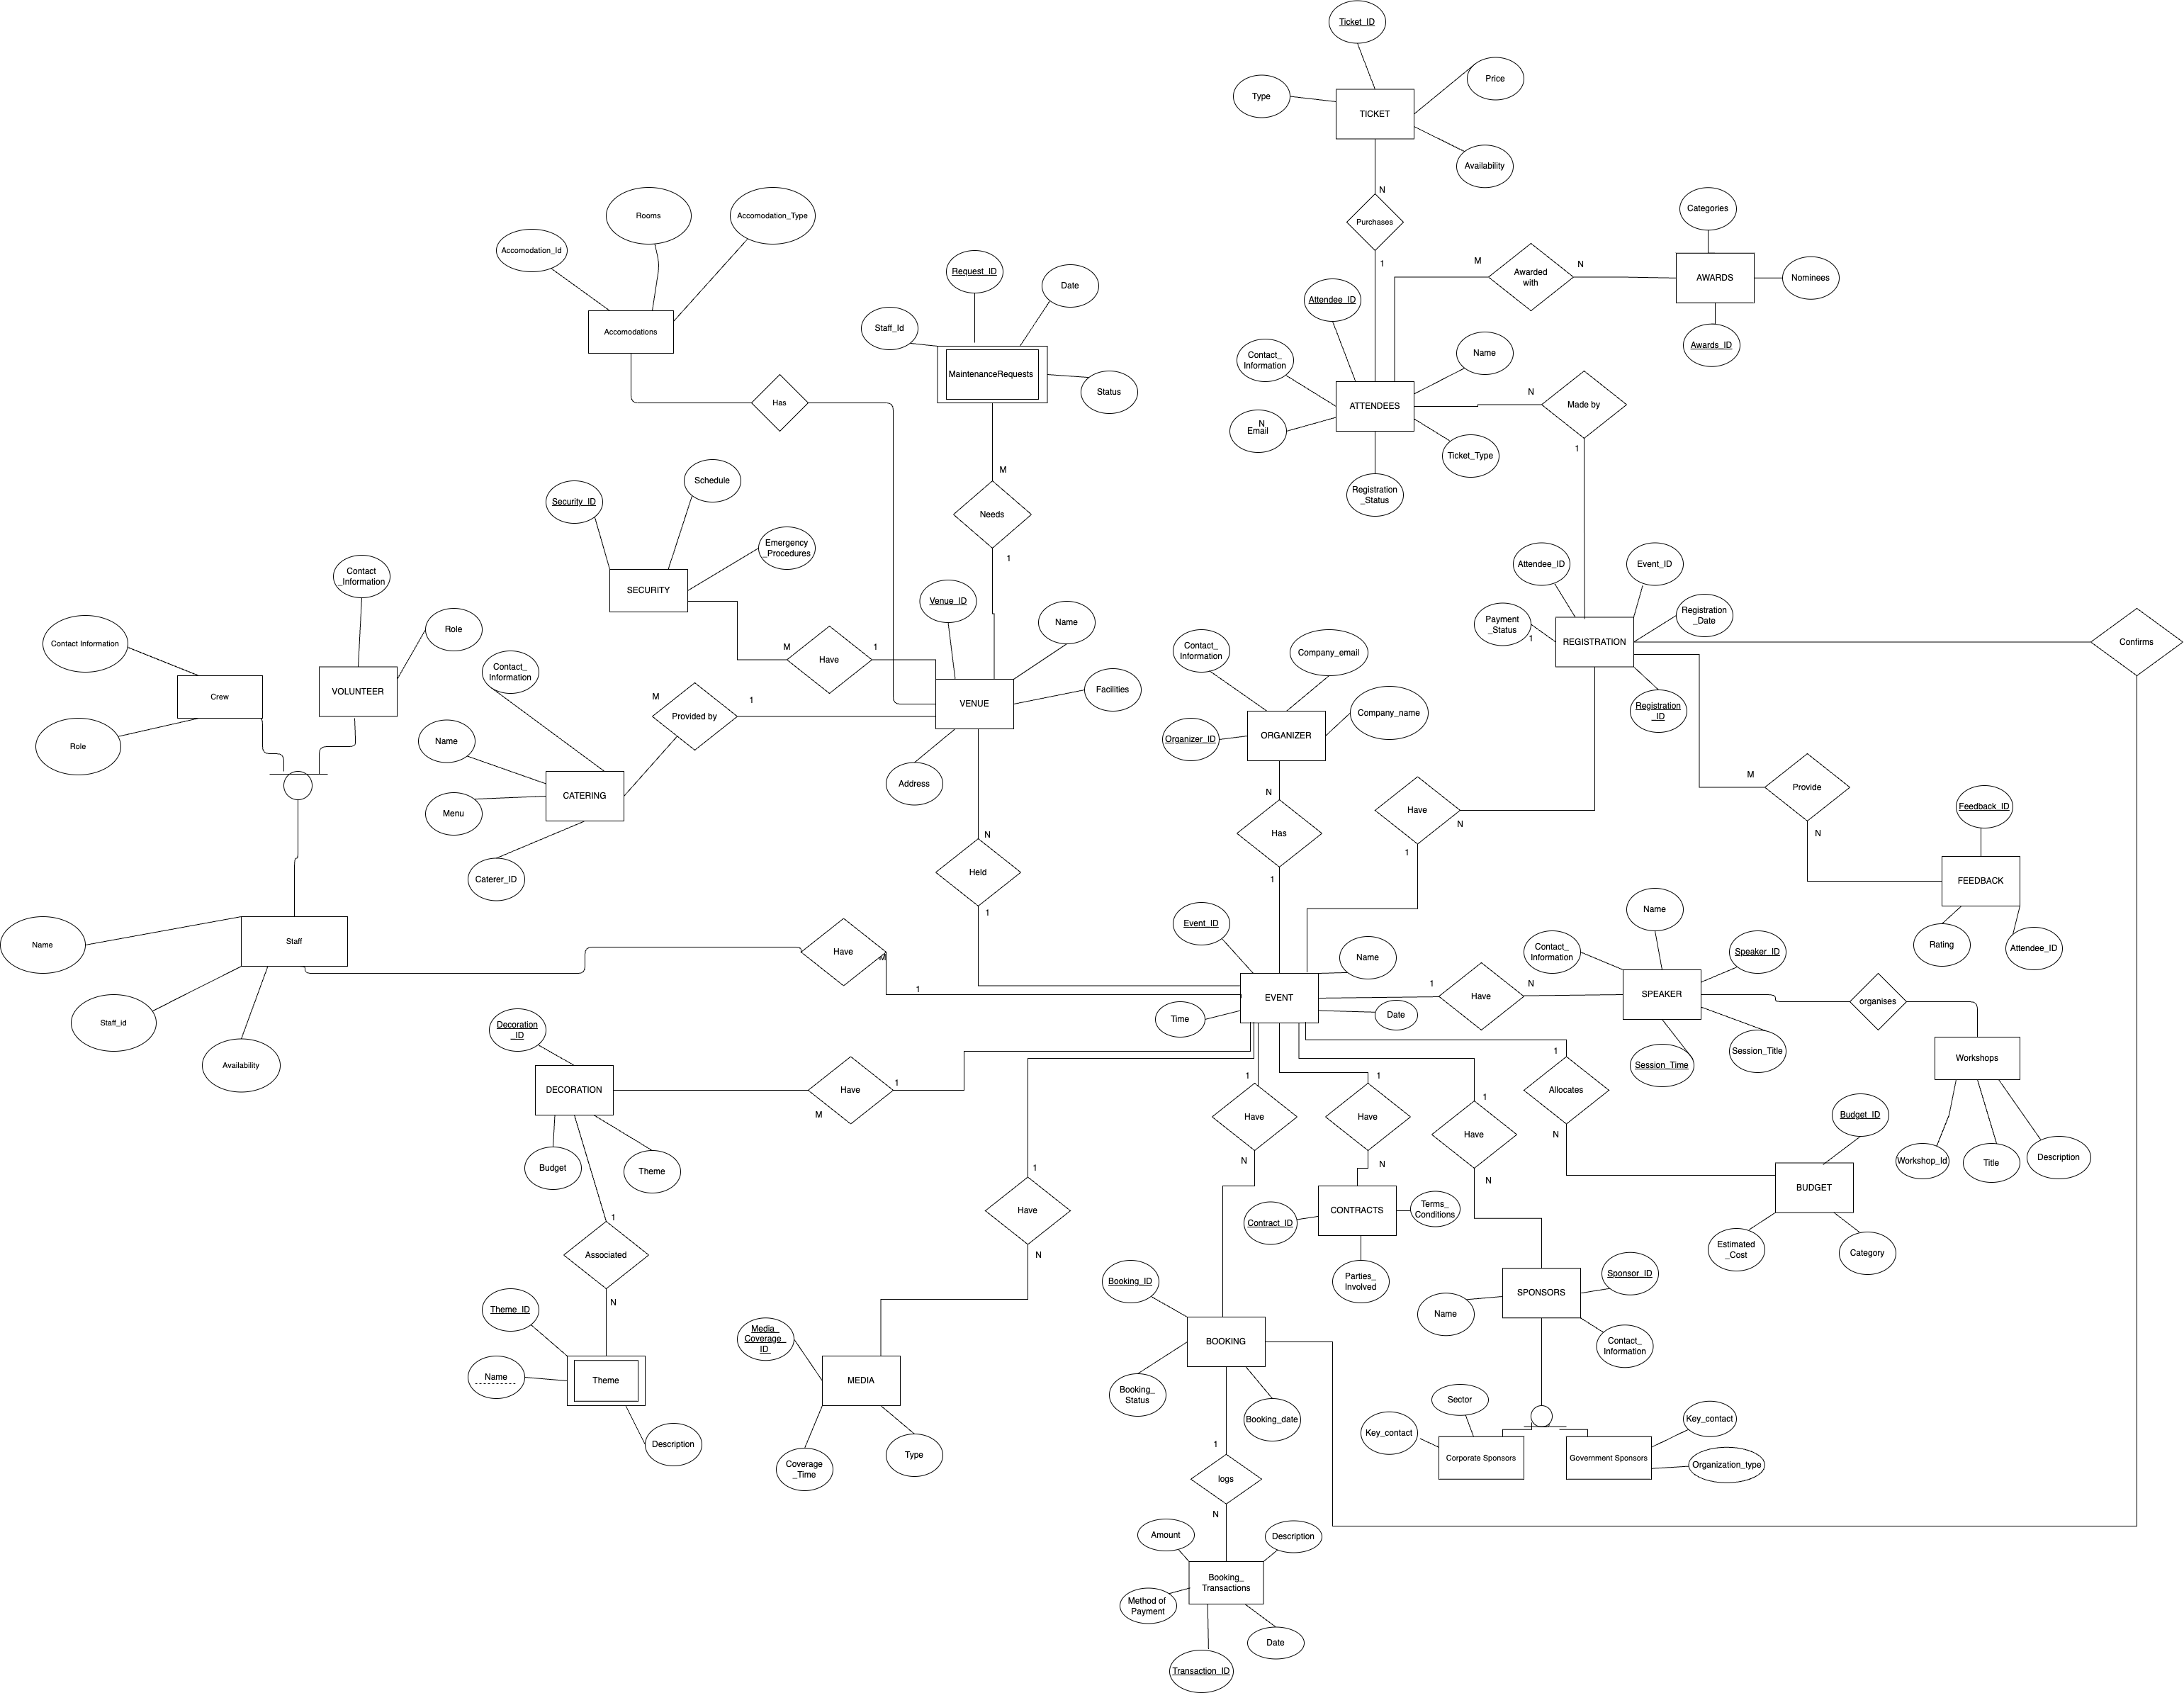 Ticket_ID
Price
Type
TICKET
Availability
N
Purchases
1
Categories
M
Awarded
with
N
AWARDS
Nominees
Awards_ID
Rooms
Accomodation_Type
Accomodation_Id
Accomodations
Has
Request_ID
Date
Staff_Id
MaintenanceRequests
Status
M
Needs
1
Attendee_ID
Contact_
Information
Name
ATTENDEES
N
Email
Ticket_Type
Registration
_Status
N
Made by
1
Schedule
Security_ID
Emergency
_Procedures
SECURITY
M
Have
1
Venue_ID
Name
VENUE
Facilities
Address
Attendee_ID
Event_ID
Payment
_Status
1
Registration
_Date
REGISTRATION
Registration
_ID
Confirms
Contact
_Information
Role
VOLUNTEER
Contact Information
Crew
Role
Contact_
Information
M
Provided by
1
Name
CATERING
Menu
Caterer_ID
Contact_
Information
Company_email
Organizer_ID
ORGANIZER
Company_name
N
Has
1
Have
N
1
M
Provide
N
Feedback_ID
FEEDBACK
Rating
Attendee_ID
N
Held
1
Name
Staff
Staff_id
Availability
Have
M
1
Event_ID
Name
EVENT
Time
Date
1
Have
N
Contact_
Information
Name
Speaker_ID
SPEAKER
Session_Time
Session_Title
organises
Workshops
Workshop_Id
Title
Description
Decoration
_ID
DECORATION
Budget
Theme
M
Have
1
1
Associated
N
Theme_ID
Name
Theme
Description
1
Have
N
Media_
Coverage_
ID
MEDIA
Coverage
_Time
Type
1
Have
N
1
Have
N
Contract_ID
CONTRACTS
Terms_
Conditions
Parties_
Involved
1
Have
N
1
Allocates
N
Budget_ID
BUDGET
Estimated
_Cost
Category
Booking_ID
BOOKING
Booking_
Status
Booking_date
1
logs
N
Amount
Description
Booking_
Transactions
Method of
Payment
Date
Transaction_ID
Sponsor_ID
SPONSORS
Name
Contact_
Information
Sector
Key_contact
Corporate Sponsors
Key_contact
Government Sponsors
Organization_type